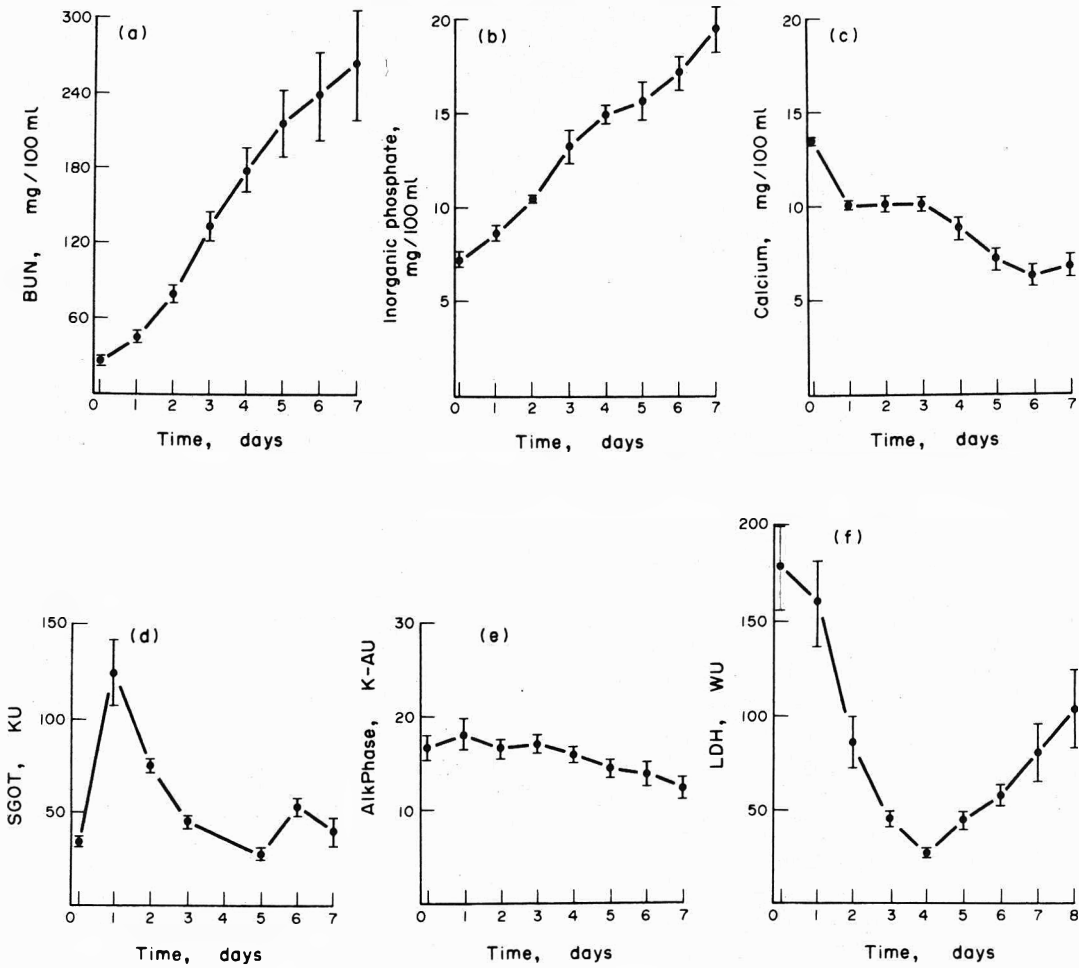 (a)
BUN, mg/100 ml
300
240
180
120
60
0 1 2 3 4 5 6 7
Time, days
(b)
Inorganic phosphate,
mg/100 ml
20
15
10
5
0 1 2 3 4 5 6 7
Time, days
(c)
Calcium, mg/100 ml
20
15
10
5
0 1 2 3 4 5 6 7
Time, days
(d)
SGOT, KU
150
100
50
0 1 2 3 5 6 7
Time, days
(e)
AlkPhase, K-AU
30
20
10
0 1 2 3 4 5 6 7
Time, days
(f)
LDH, WU
200
150
100
50
0 1 2 3 4 5 6 7 8
Time, days